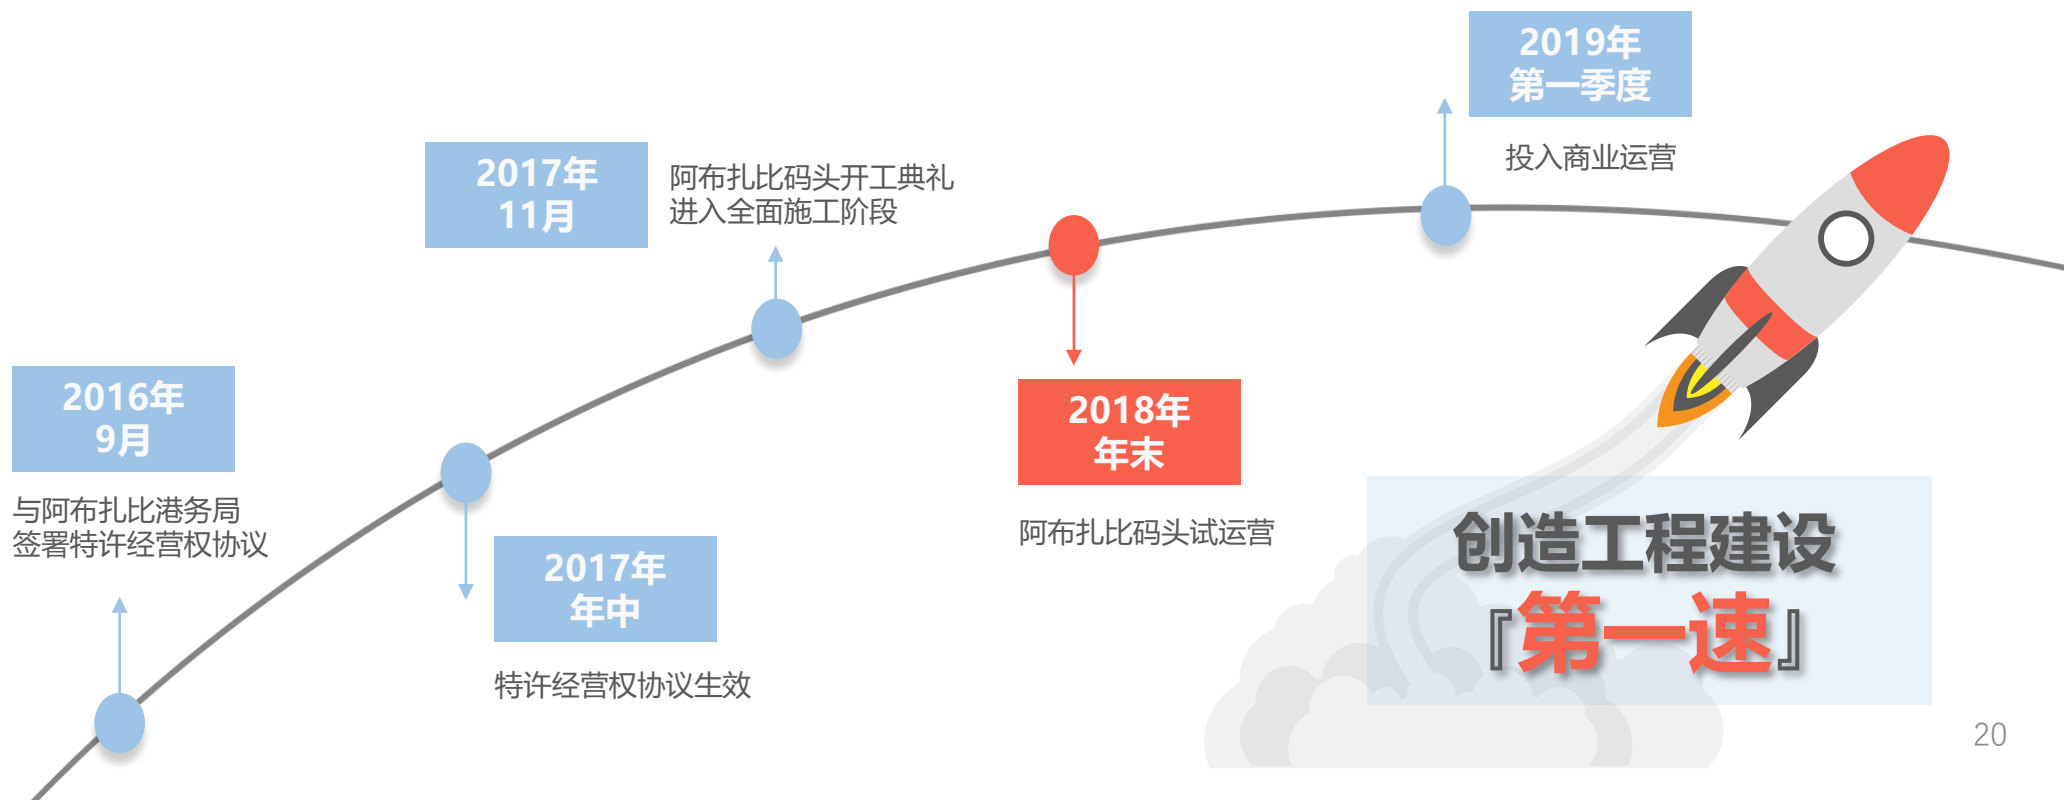 2016年
9月
与阿布扎比港务局
签署特许经营权协议
2017年
年中
特许经营权协议生效
2017年
11月
阿布扎比码头开工典礼
进入全面施工阶段
2018年
年末
阿布扎比码头试运营
2019年
第一季度
投入商业运营
创造工程建设
『第一速』
20